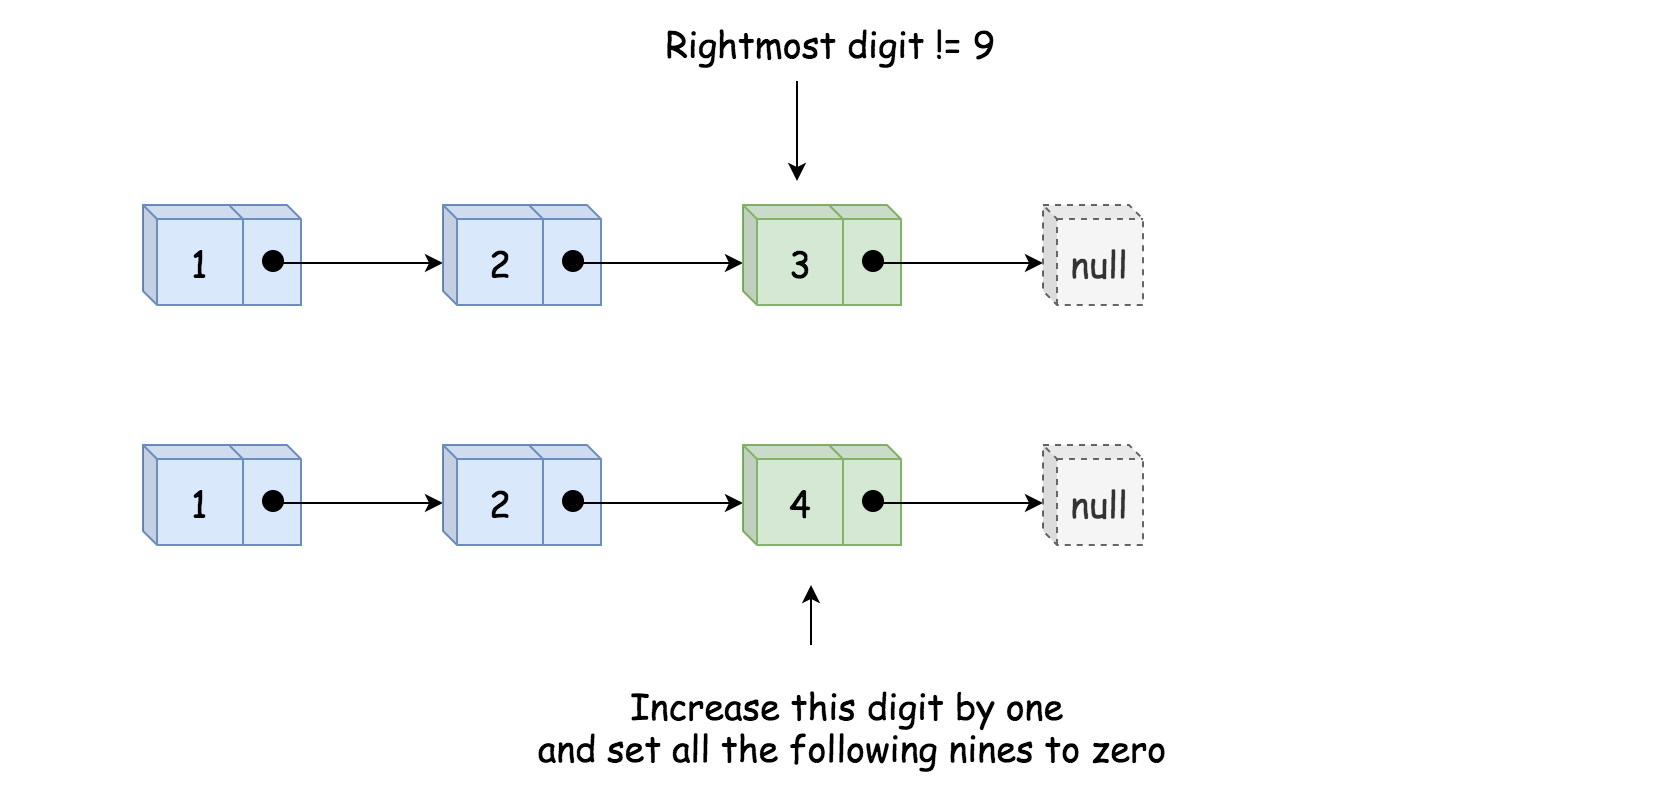 Rightmost digit != 9
1 2 3 null
1 2 4 null
Increase this digit by one
and set all the following nines to zero